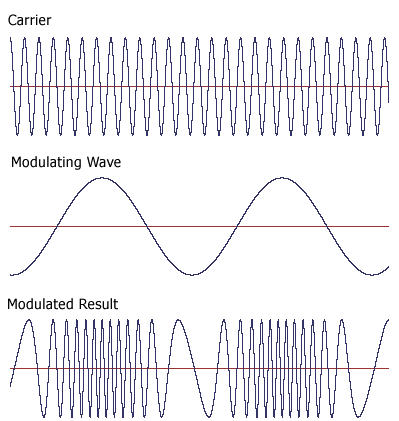 Carrier
Modulating Wave
Modulated Result